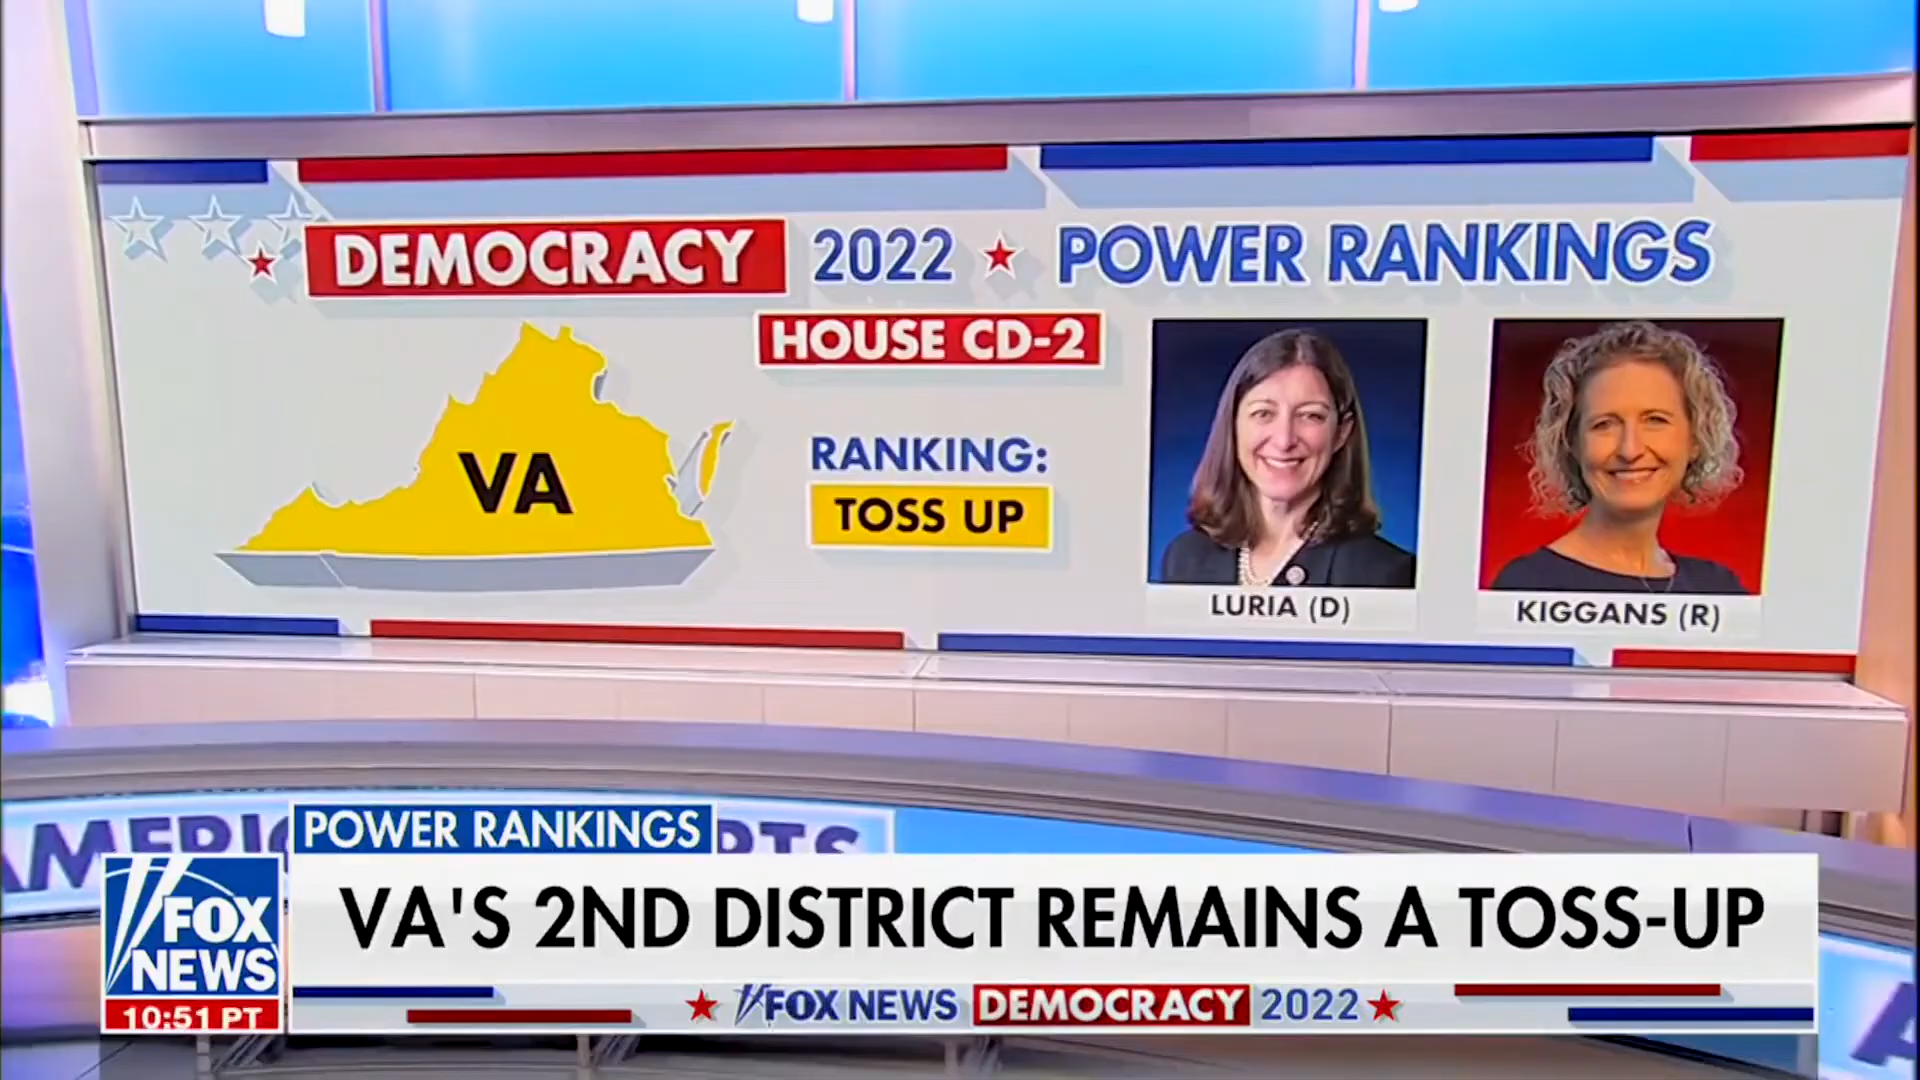 DEMOCRACY 2022 POWER RANKINGS
HOUSE CD-2
VA
RANKING:
TOSS UP
LURIA (D)
KIGGANS (R)
POWER RANKINGS
VA'S 2ND DISTRICT REMAINS A TOSS-UP
FOX
NEWS
10:51 PT
FOX NEWS DEMOCRACY 2022